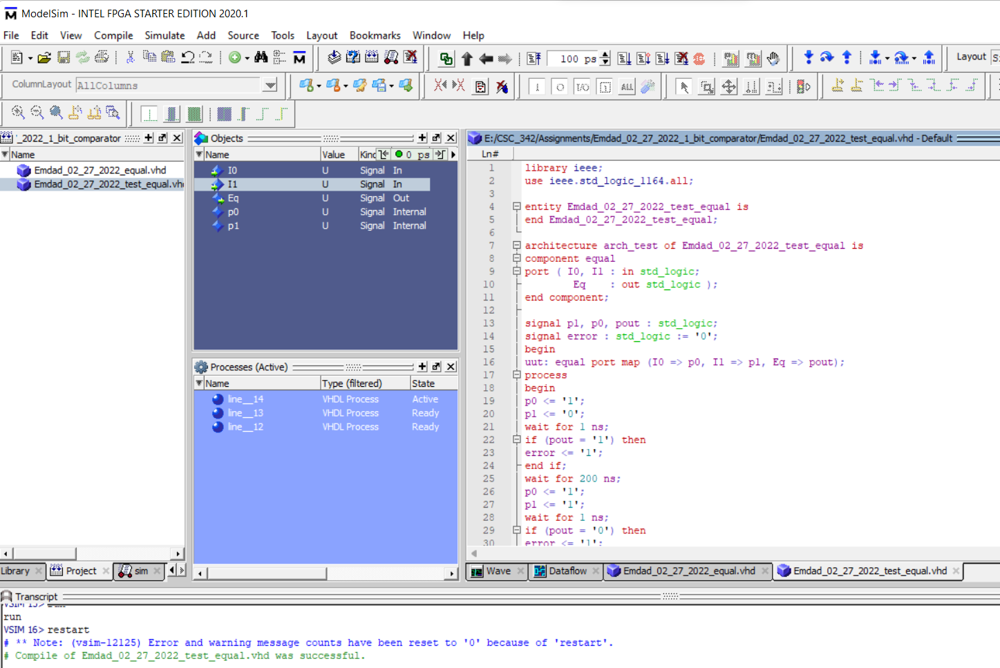 ModelSim - INTEL FPGA STARTER EDITION 2020.1
File Edit View Compile Simulate Add Source Tools Layout Bookmarks Window Help
100 ps
Layout
ColumnLayout AllColumns
'_2022_1_bit_comparator
Name
Emdad_02_27_2022_equal.vhd
Emdad_02_27_2022_test_equal.vhd
Library Project sim
Objects
Name Value Kind 0 ps
I0 U Signal In
I1 U Signal In
Eq U Signal Out
p0 U Signal Internal
p1 U Signal Internal
Processes (Active)
Name Type (filtered) State
line__14 VHDL Process Active
line__13 VHDL Process Ready
line__12 VHDL Process Ready
E:/CSC_342/Assignments/Emdad_02_27_2022_1_bit_comparator/Emdad_02_27_2022_test_equal.vhd - Default
Ln#
1 library ieee;
2 use ieee.std_logic_1164.all;
3
4 entity Emdad_02_27_2022_test_equal is
5 end Emdad_02_27_2022_test_equal;
6
7 architecture arch_test of Emdad_02_27_2022_test_equal is
8 component equal
9 port ( I0, I1 : in std_logic;
10 Eq : out std_logic );
11 end component;
12
13 signal p1, p0, pout : std_logic;
14 signal error : std_logic := '0';
15 begin
16 uut: equal port map (I0 => p0, I1 => p1, Eq => pout);
17 process
18 begin
19 p0 <= '1';
20 p1 <= '0';
21 wait for 1 ns;
22 if (pout = '1') then
23 error <= '1';
24 end if;
25 wait for 200 ns;
26 p0 <= '1';
27 p1 <= '1';
28 wait for 1 ns;
29 if (pout = '0') then
30 error <= '1';
Wave Dataflow Emdad_02_27_2022_equal.vhd Emdad_02_27_2022_test_equal.vhd
Transcript
run
VSIM 16> restart
# ** Note: (vsim-12125) Error and warning message counts have been reset to '0' because of 'restart'.
# Compile of Emdad_02_27_2022_test_equal.vhd was successful.